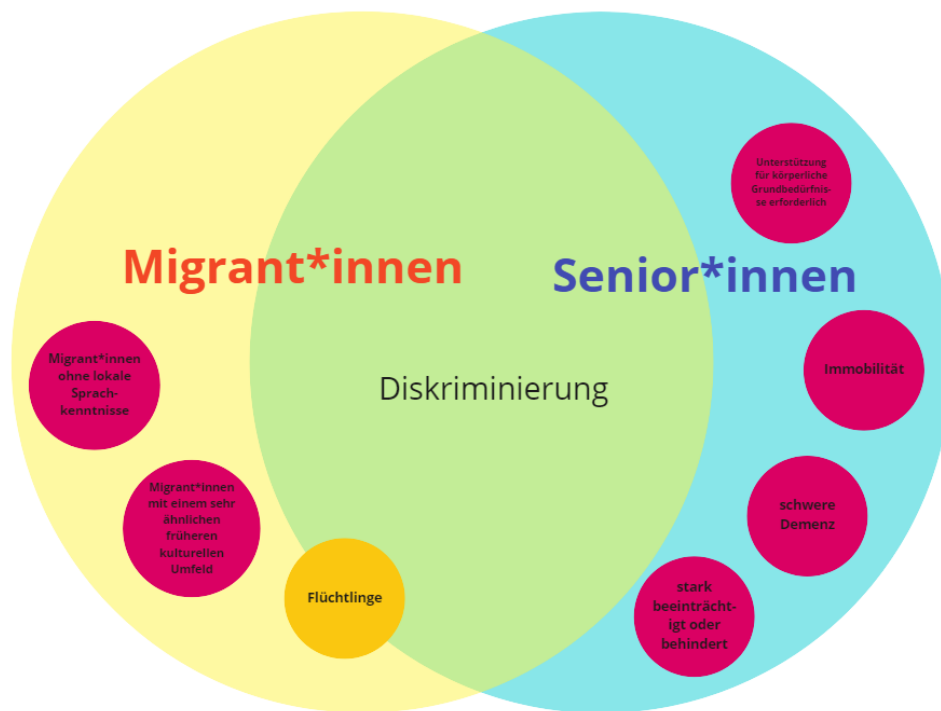 Unterstützung
für körperliche
Grundbedürfnis-
se erforderlich
Migrant*innen
Senior*innen
Migrant*innen
ohne lokale
Sprach-
kenntnisse
Immobilität
Diskriminierung
Migrant*innen
mit einem sehr
ähnlichen
früheren
kulturellen
Umfeld
schwere
Demenz
Flüchtlinge
stark
beeinträcht-
igt oder
behindert